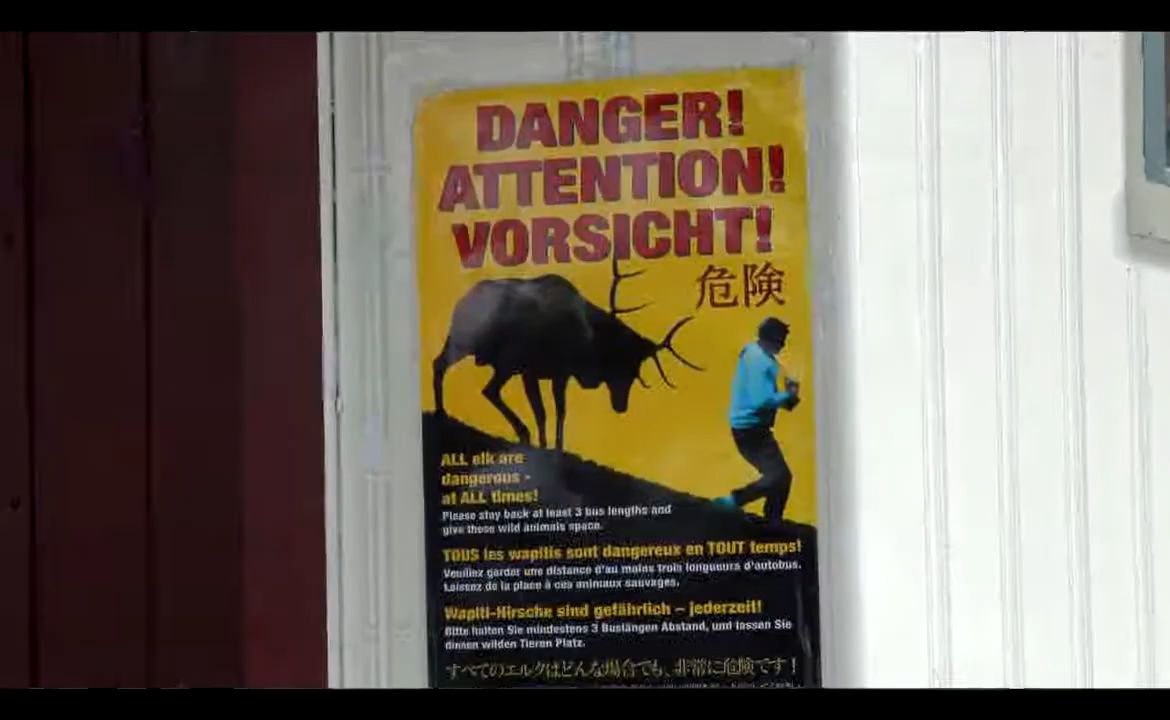 DANGER!
ATTENTION!
VORSICHT!
危険
ALL elk are
dangerous -
at ALL times!
Please stay back at least 3 bus lengths and
give these wild animals space.
TOUS les wapitis sont dangereux en TOUT temps!
Veuillez garder une distance d'au moins trois longueurs d'autobus.
Laissez de la place à ces animaux sauvages.
Wapiti-Hirsche sind gefährlich – jederzeit!
Bitte halten Sie mindestens 3 Buslängen Abstand, und lassen Sie
diesen wilden Tieren Platz.
すべてのエルクはどんな場合でも、非常に危険です！